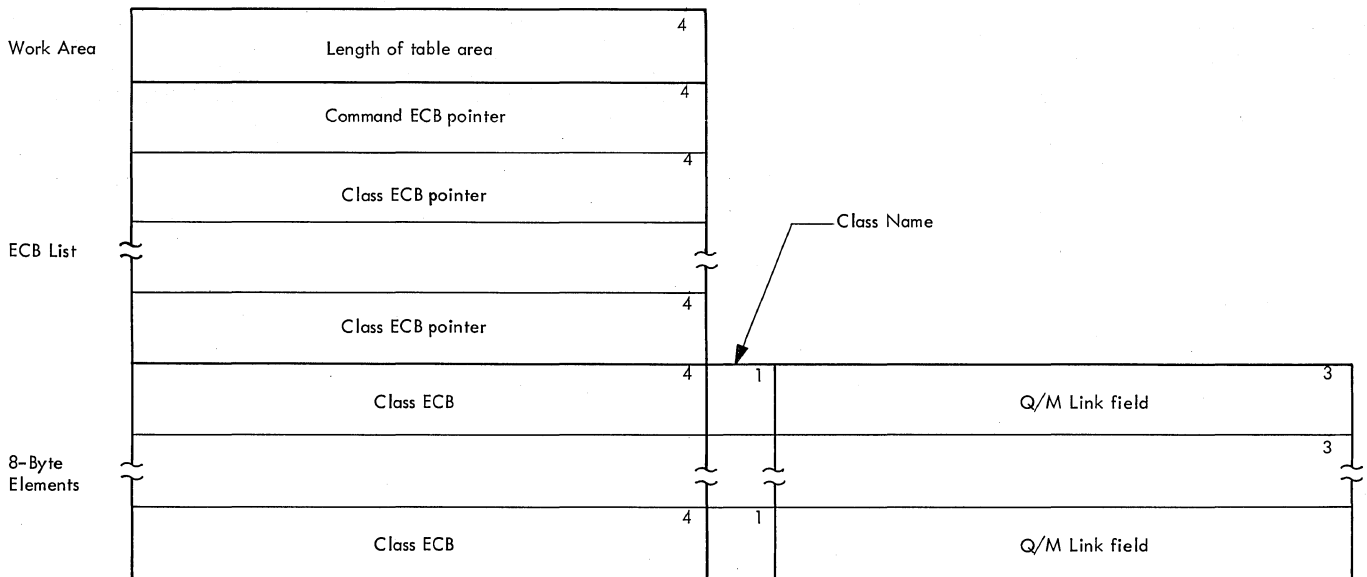 4
Work Area
Length of table area
4
Command ECB pointer
4
Class ECB pointer
Class Name
ECB List
4
Class ECB pointer
4 1 3
Class ECB Q/M Link field
3
8-Byte
Elements
4 1
Class ECB Q/M Link field